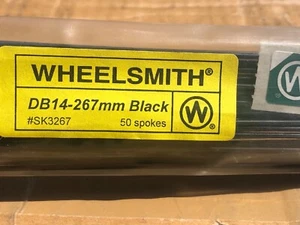 WHEELSMITH®
DB14-267mm Black
#SK3267 50 spokes
W
W